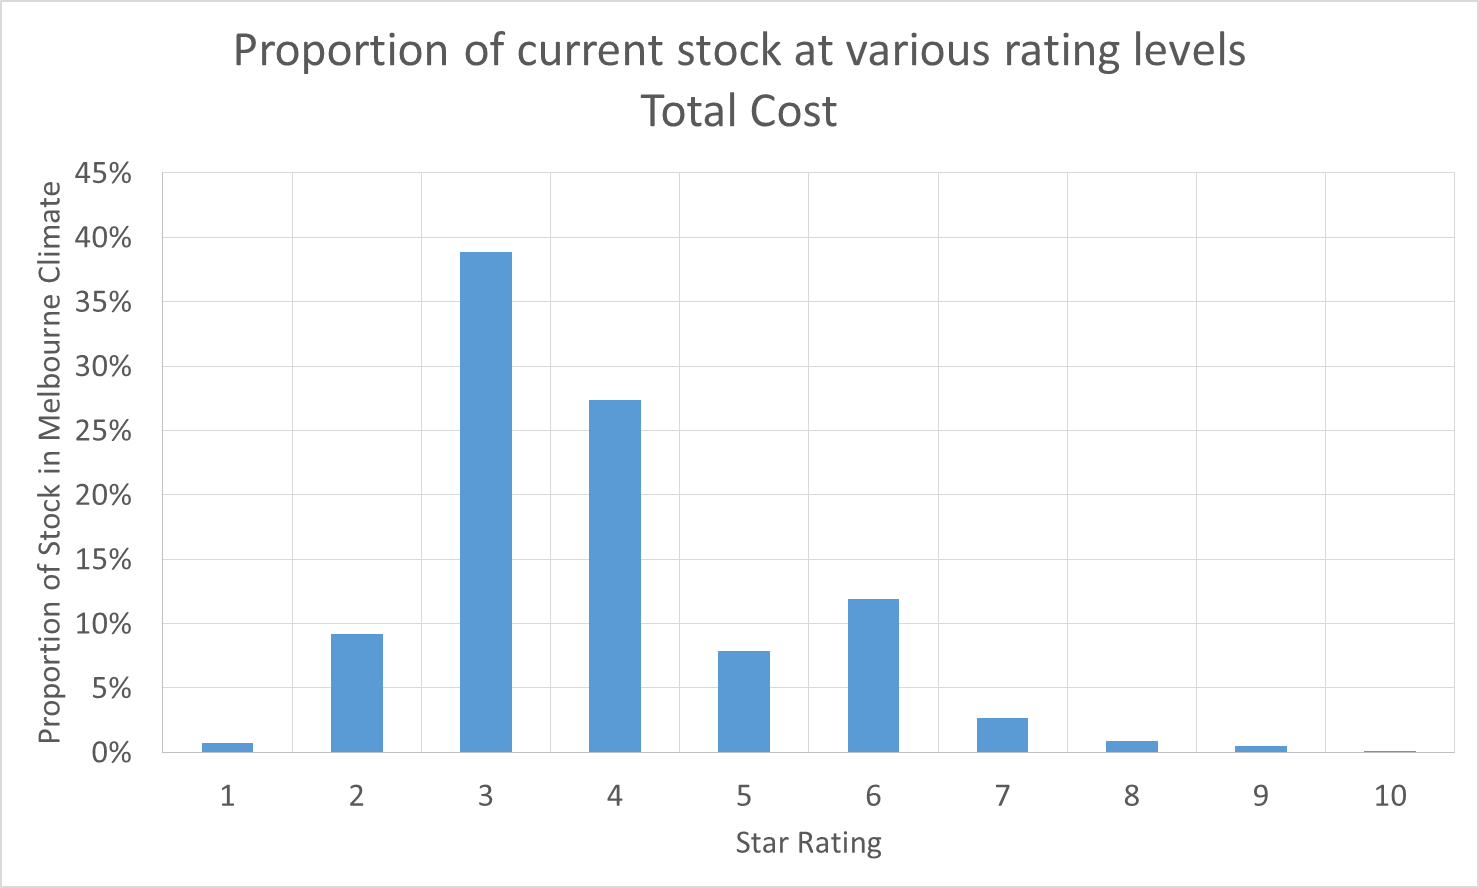 Proportion of current stock at various rating levels
Total Cost
Proportion of Stock in Melbourne Climate
45%
40%
35%
30%
25%
20%
15%
10%
5%
0%
1 2 3 4 5 6 7 8 9 10
Star Rating